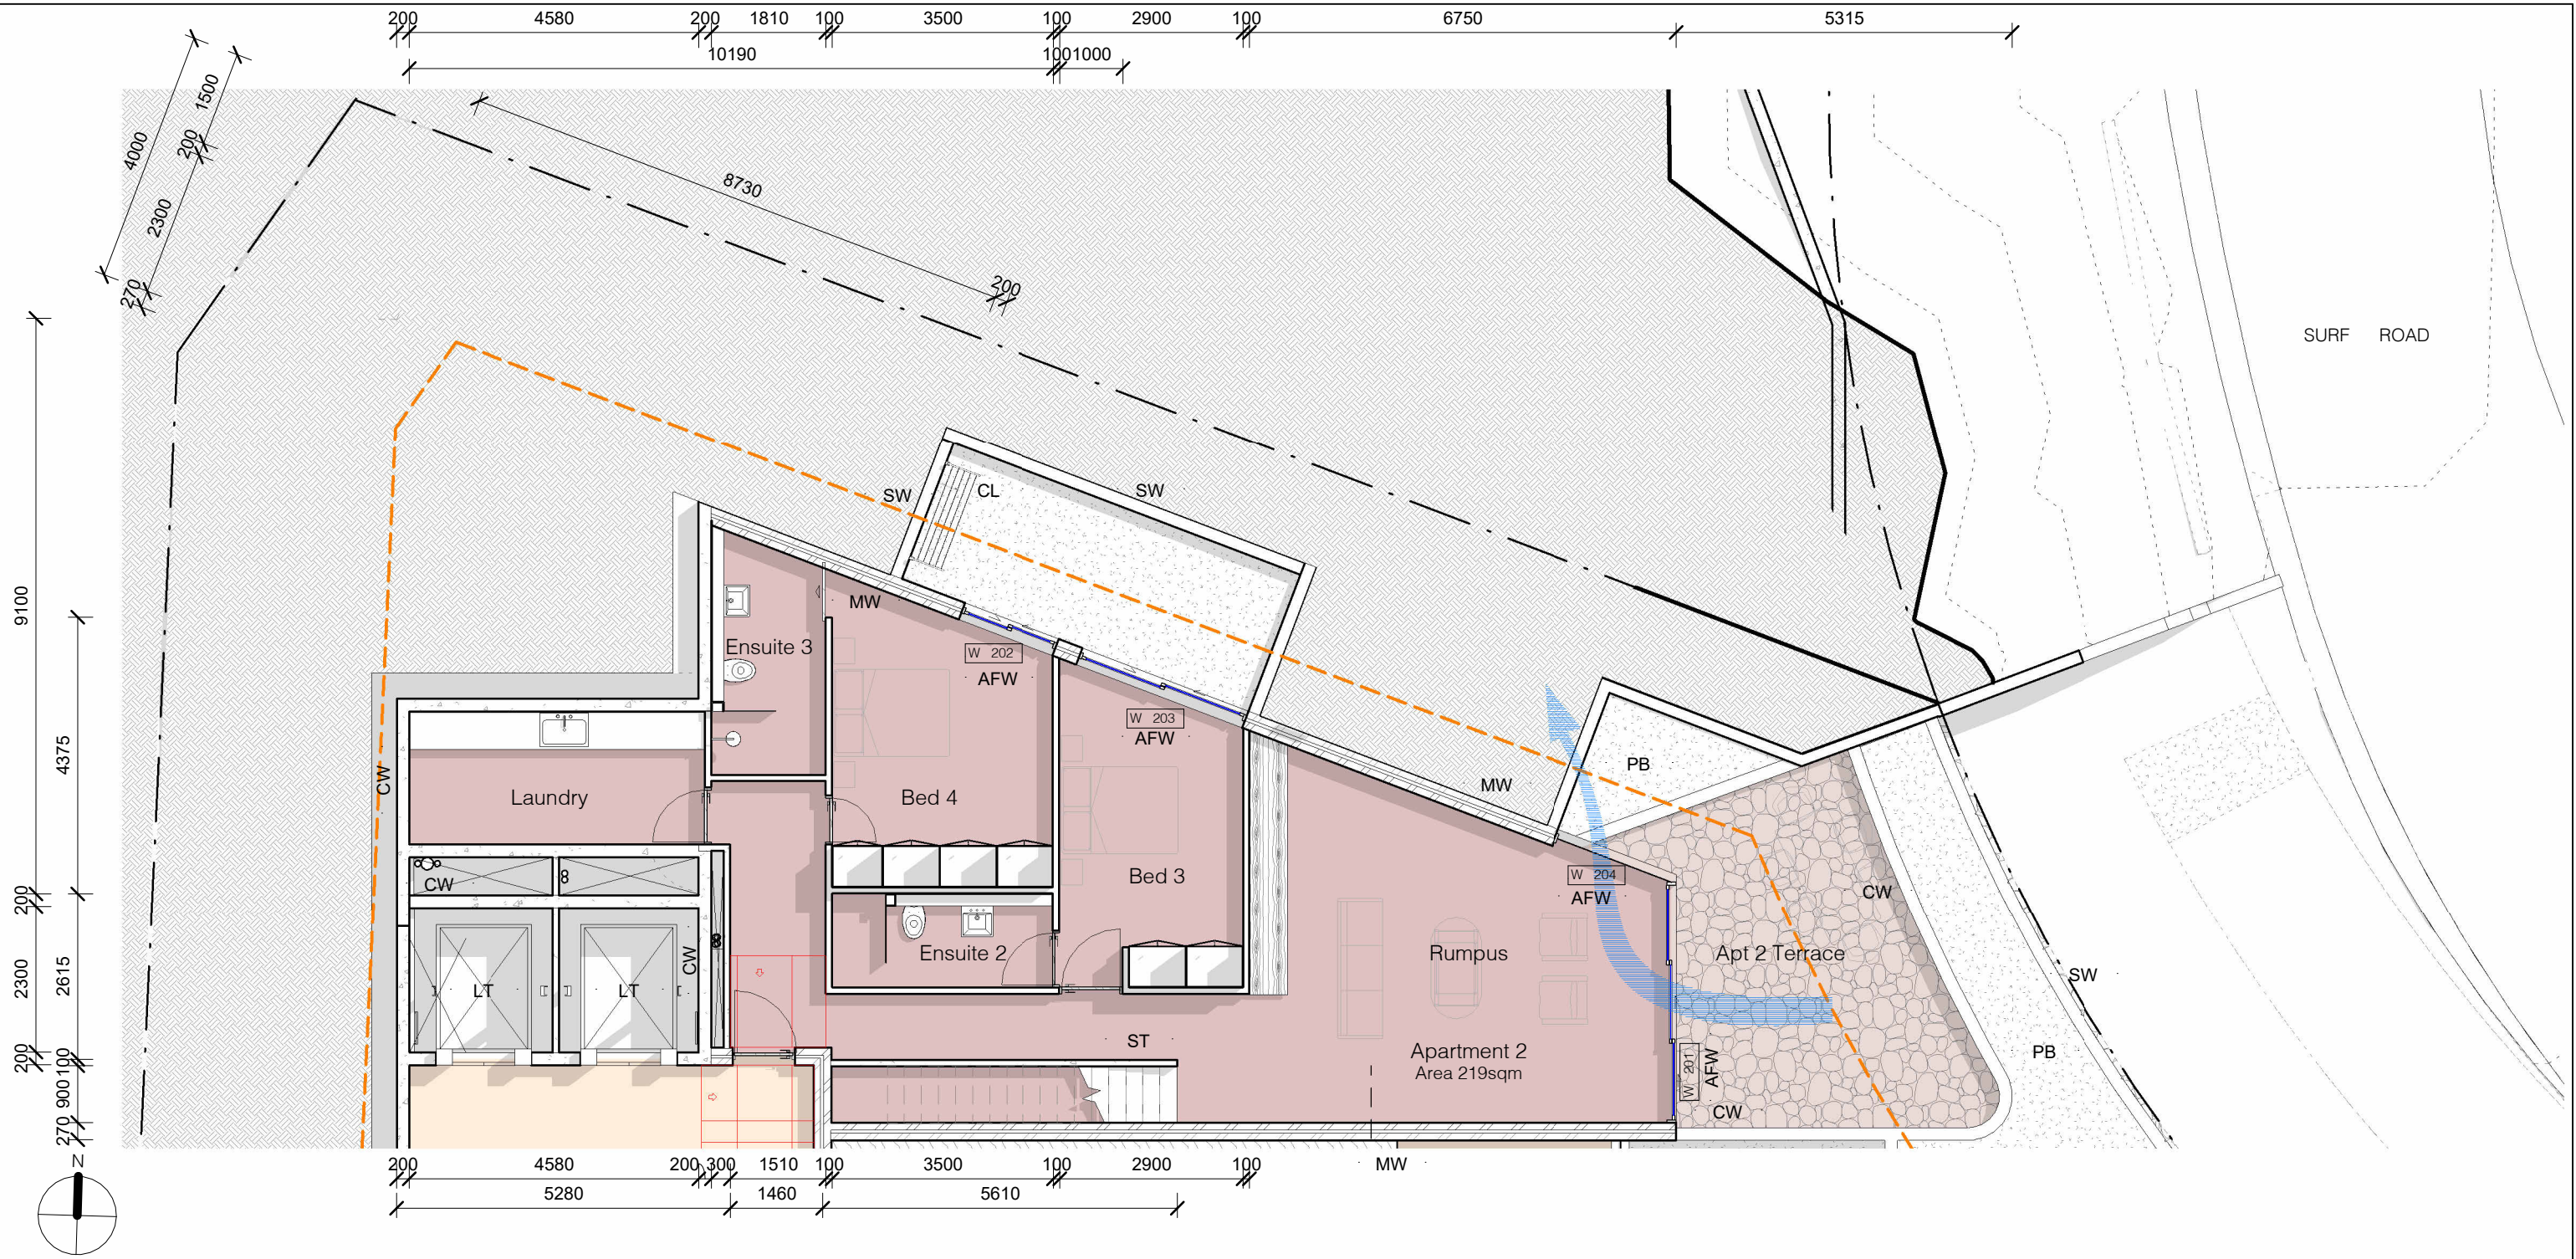 200 4580 200 1810 100 3500 100 2900 100 6750 5315
10190 100 1000
4000 1500
200
2300
270
8730
200
SURF ROAD
SW CL SW
9100
MW
Ensuite 3
W 202
AFW
W 203
AFW
4375
CW
PB
MW
Laundry
Bed 4
Bed 3
W 204
AFW
CW
CW
200
Ensuite 2
Rumpus
Apt 2 Terrace
CW
SW
2300 2615
LT LT
ST
Apartment 2
Area 219sqm
W 201
AFW
PB
CW
200 100
900
270
N
200 4580 200 300 1510 100 3500 100 2900 100 MW
5280 1460 5610